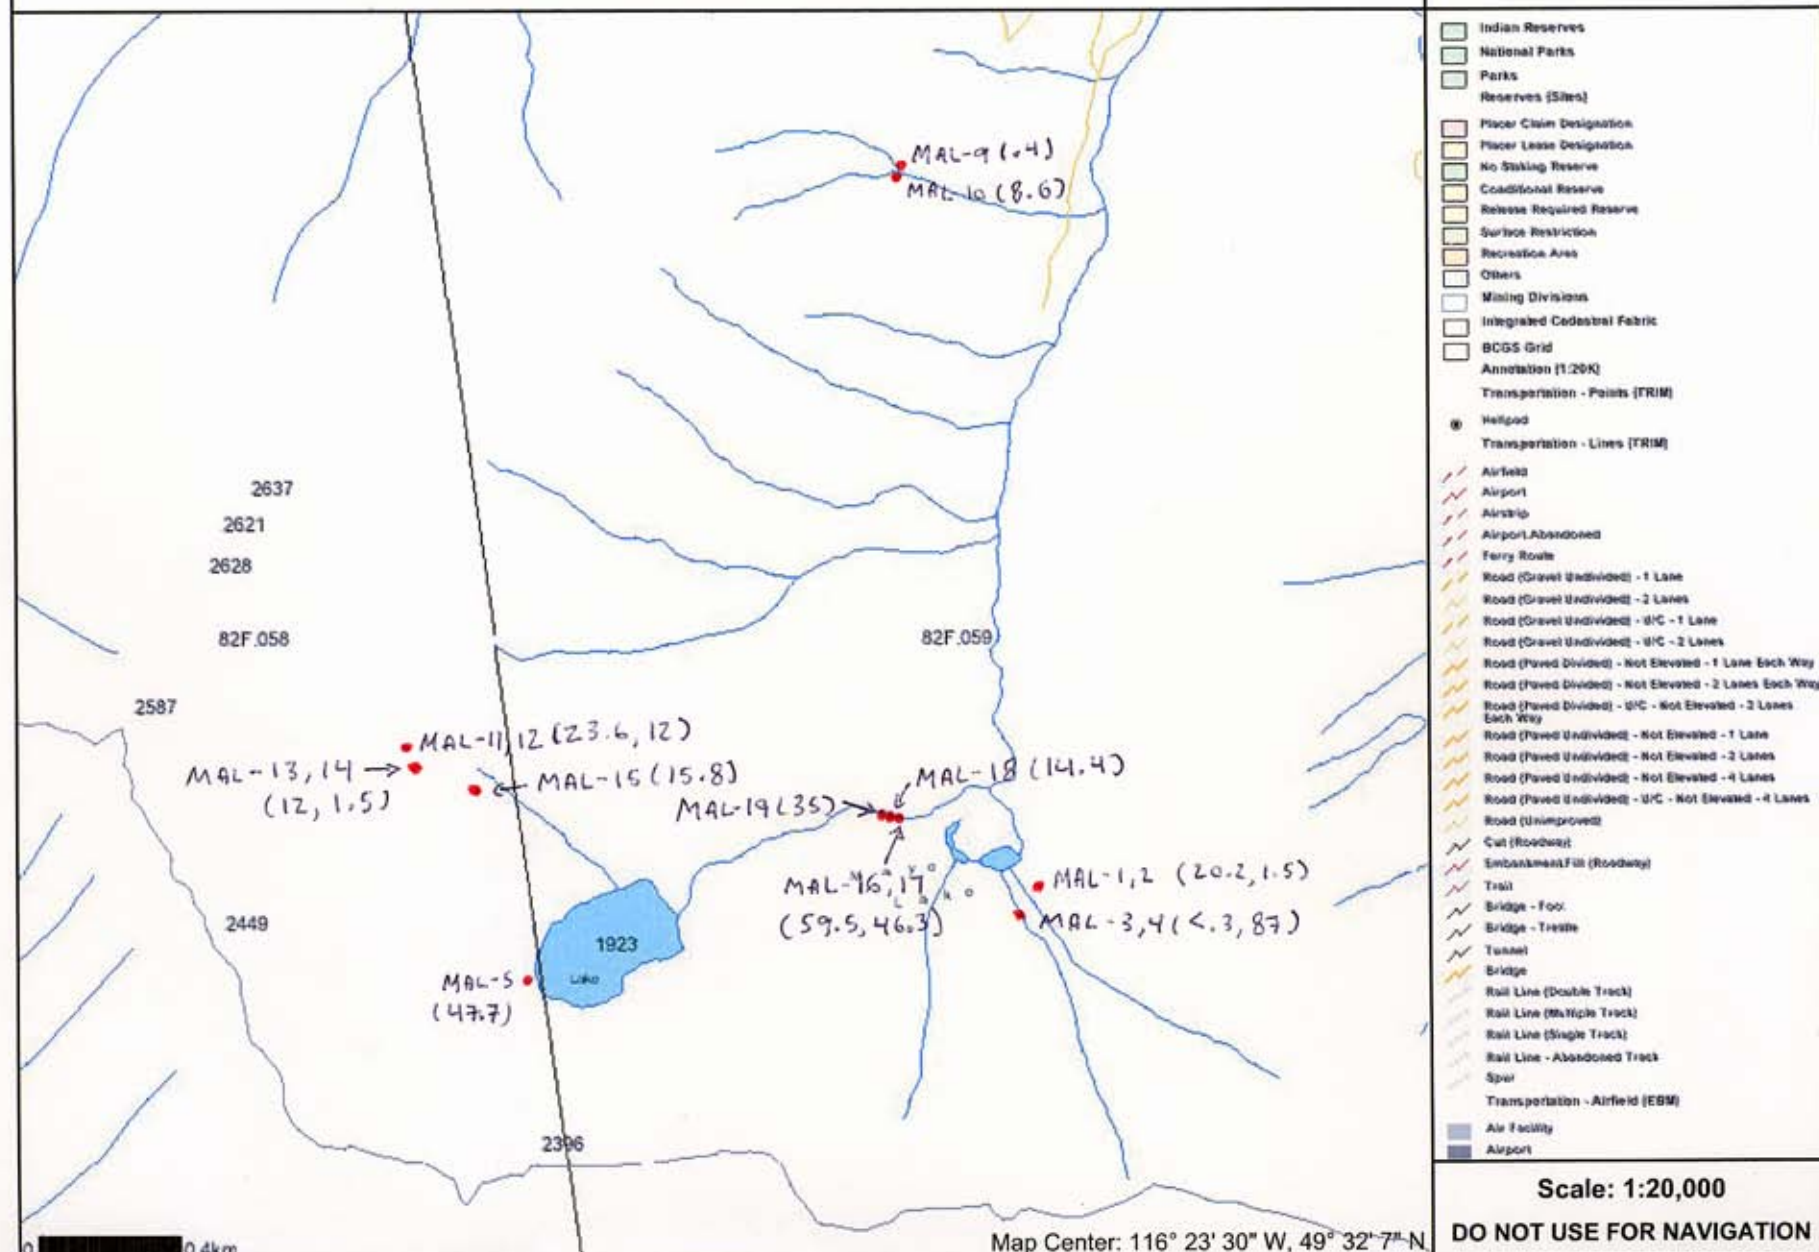 MAL-9 (.4)
MAL-10 (8.6)
2637
2621
2628
82F.058
82F.059
2587
MAL-11,12 (23.6, 12)
MAL-13,14
(12, 1.5)
MAL-15 (15.8)
MAL-18 (14.4)
MAL-19 (35)
MAL-16, 17
(59.5, 46.3)
MAL-1,2 (20.2, 1.5)
MAL-3,4 (<.3, 87)
2449
1923
Lake
MAL-5
(47.7)
2396
0
0.4km
Map Center: 116° 23' 30" W, 49° 32' 7" N
Indian Reserves
National Parks
Parks
Reserves (Sites)
Placer Claim Designation
Placer Lease Designation
No Staking Reserve
Conditional Reserve
Release Required Reserve
Surface Restriction
Recreation Area
Others
Mining Divisions
Integrated Cadastral Fabric
BCGS Grid
Annotation (1:20K)
Transportation - Points (TRIM)
Helipad
Transportation - Lines (TRIM)
Airfield
Airport
Airstrip
Airport.Abandoned
Ferry Route
Road (Gravel Undivided) - 1 Lane
Road (Gravel Undivided) - 2 Lanes
Road (Gravel Undivided) - U/C - 1 Lane
Road (Gravel Undivided) - U/C - 2 Lanes
Road (Paved Divided) - Not Elevated - 1 Lane Each Way
Road (Paved Divided) - Not Elevated - 2 Lanes Each Way
Road (Paved Divided) - U/C - Not Elevated - 2 Lanes
Each Way
Road (Paved Undivided) - Not Elevated - 1 Lane
Road (Paved Undivided) - Not Elevated - 2 Lanes
Road (Paved Undivided) - Not Elevated - 4 Lanes
Road (Paved Undivided) - U/C - Not Elevated - 4 Lanes
Road (Unimproved)
Cut (Roadway)
Embankment/Fill (Roadway)
Trail
Bridge - Foot
Bridge - Trestle
Tunnel
Bridge
Rail Line (Double Track)
Rail Line (Multiple Track)
Rail Line (Single Track)
Rail Line - Abandoned Track
Spur
Transportation - Airfield (EBM)
Air Facility
Airport
Scale: 1:20,000
DO NOT USE FOR NAVIGATION